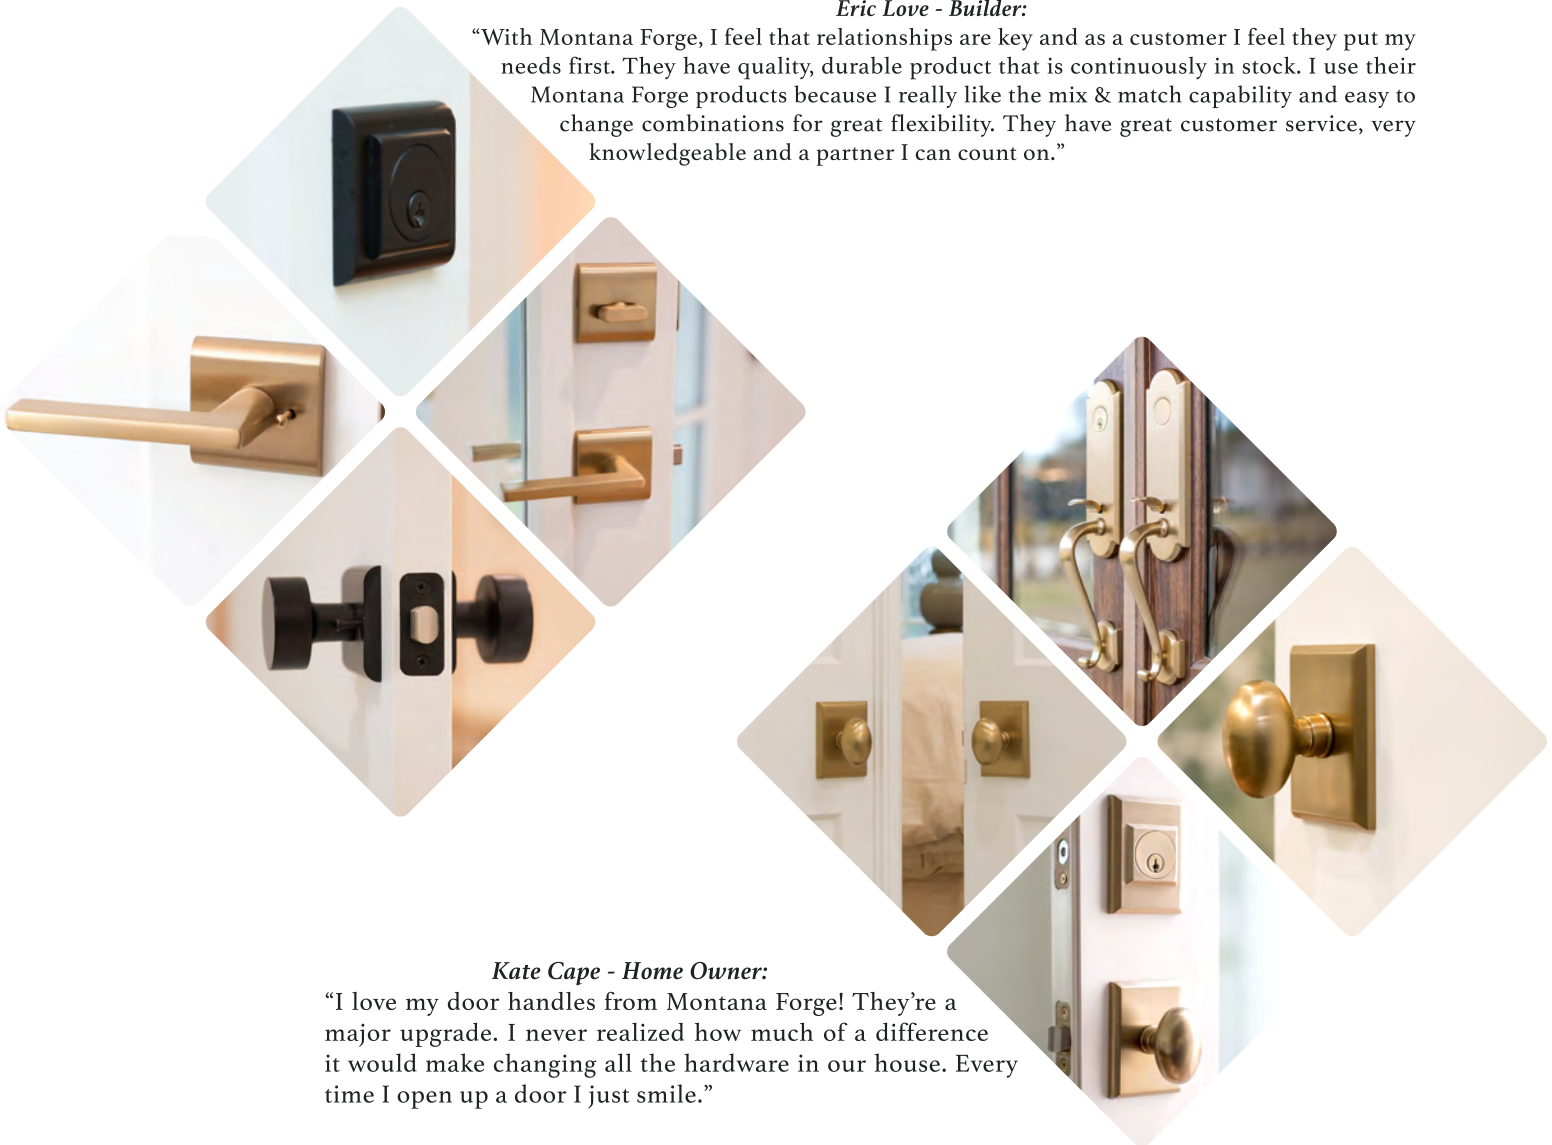 Eric Love - Builder:
“With Montana Forge, I feel that relationships are key and as a customer I feel they put my
needs first. They have quality, durable product that is continuously in stock. I use their
Montana Forge products because I really like the mix & match capability and easy to
change combinations for great flexibility. They have great customer service, very
knowledgeable and a partner I can count on.”
Kate Cape - Home Owner:
“I love my door handles from Montana Forge! They’re a
major upgrade. I never realized how much of a difference
it would make changing all the hardware in our house. Every
time I open up a door I just smile.”